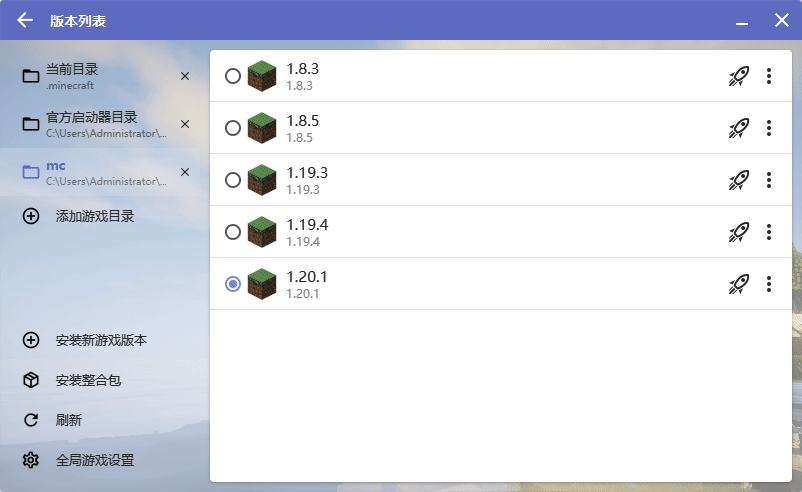 版本列表
当前目录
.minecraft
官方启动器目录
C:\Users\Administrator\...
mc
C:\Users\Administrator\...
添加游戏目录
安装新游戏版本
安装整合包
刷新
全局游戏设置
1.8.3
1.8.3
1.8.5
1.8.5
1.19.3
1.19.3
1.19.4
1.19.4
1.20.1
1.20.1